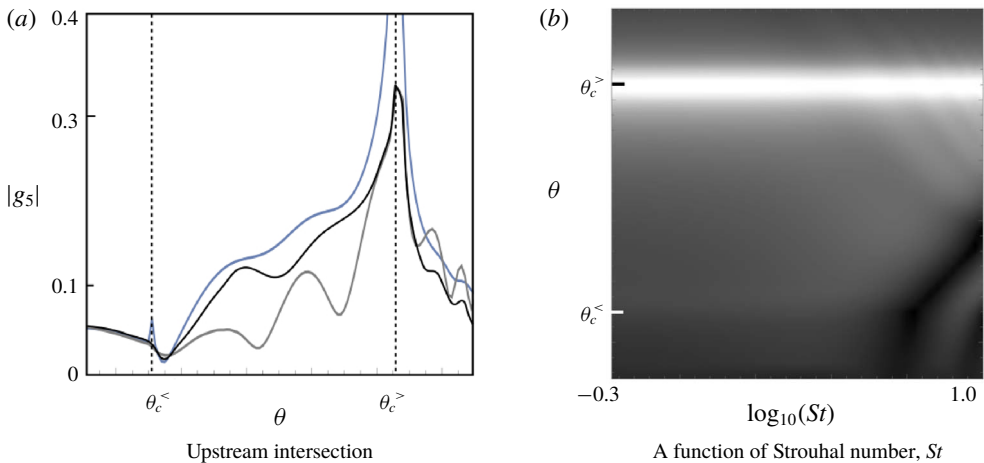 (a)
0.4
0.3
|g₅|
0.1
0
θc<
θ
θc>
Upstream intersection
(b)
θc>
θ
θc<
−0.3
1.0
log₁₀(St)
A function of Strouhal number, St